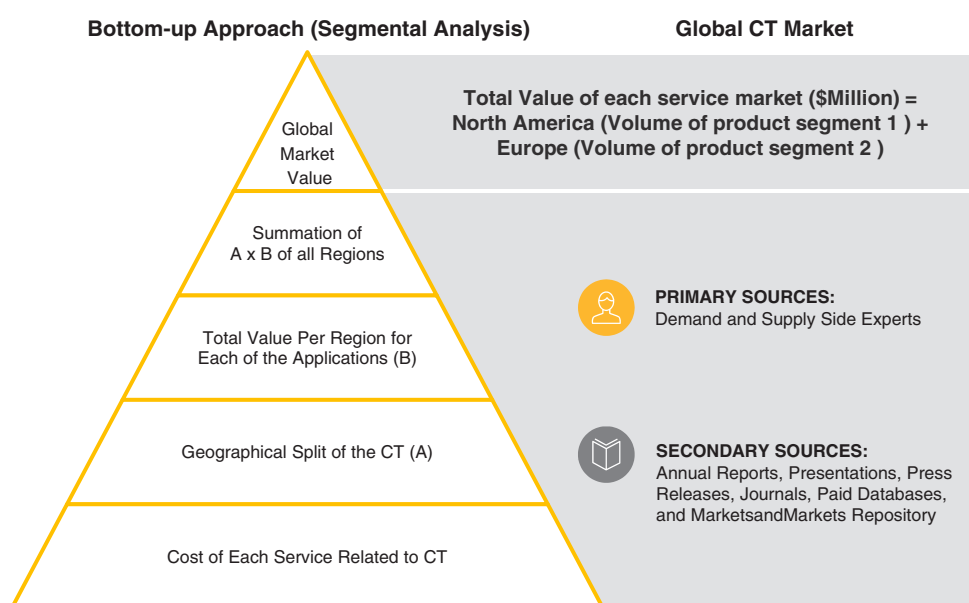 Bottom-up Approach (Segmental Analysis)
Global CT Market
Global
Market
Value
Total Value of each service market ($Million) =
North America (Volume of product segment 1 ) +
Europe (Volume of product segment 2 )
Summation of
A x B of all Regions
Total Value Per Region for
Each of the Applications (B)
Geographical Split of the CT (A)
Cost of Each Service Related to CT
PRIMARY SOURCES:
Demand and Supply Side Experts
SECONDARY SOURCES:
Annual Reports, Presentations, Press
Releases, Journals, Paid Databases,
and MarketsandMarkets Repository